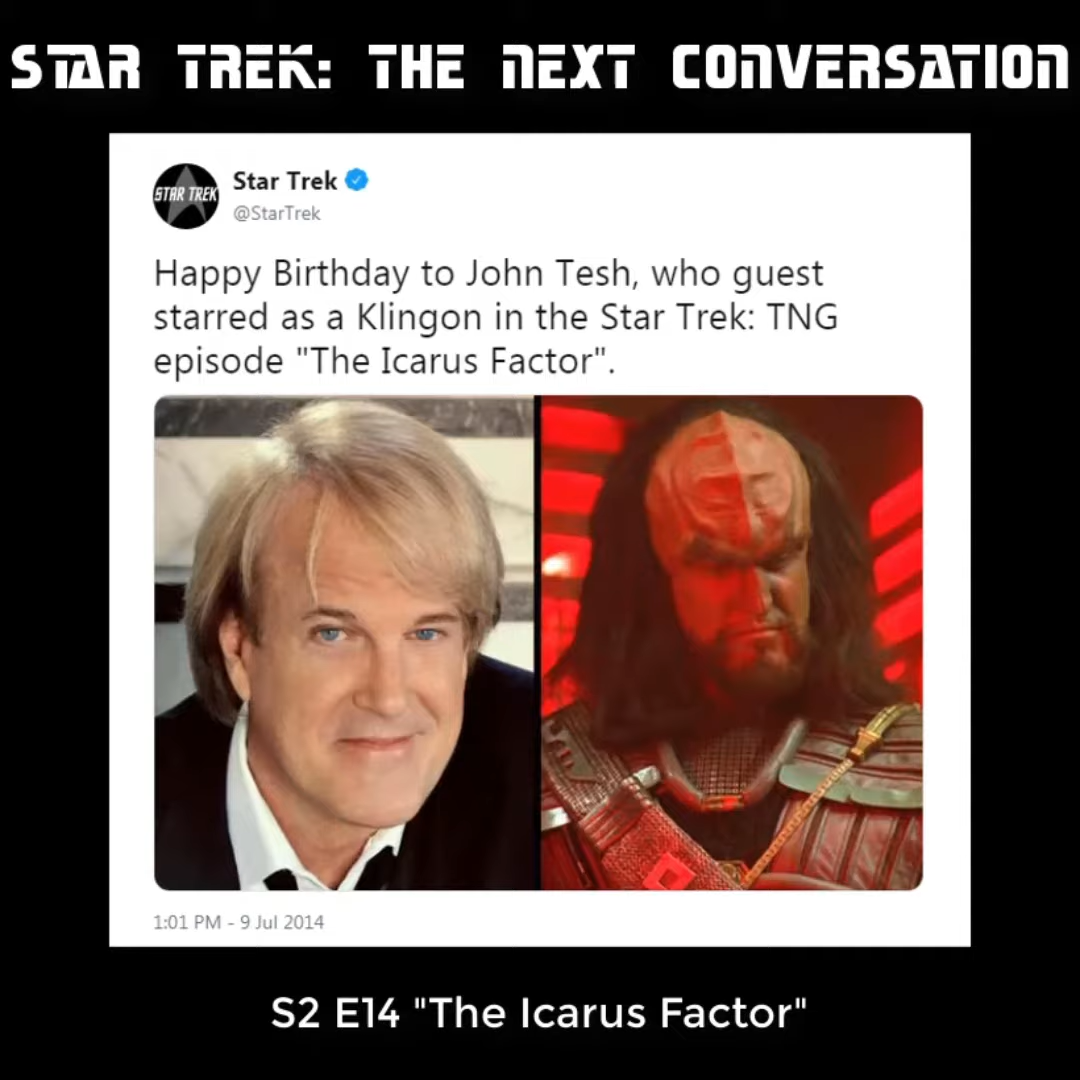 STAR TREK: THE NEXT CONVERSATION
STAR TREK
Star Trek
@StarTrek
Happy Birthday to John Tesh, who guest
starred as a Klingon in the Star Trek: TNG
episode "The Icarus Factor".
1:01 PM - 9 Jul 2014
S2 E14 "The Icarus Factor"